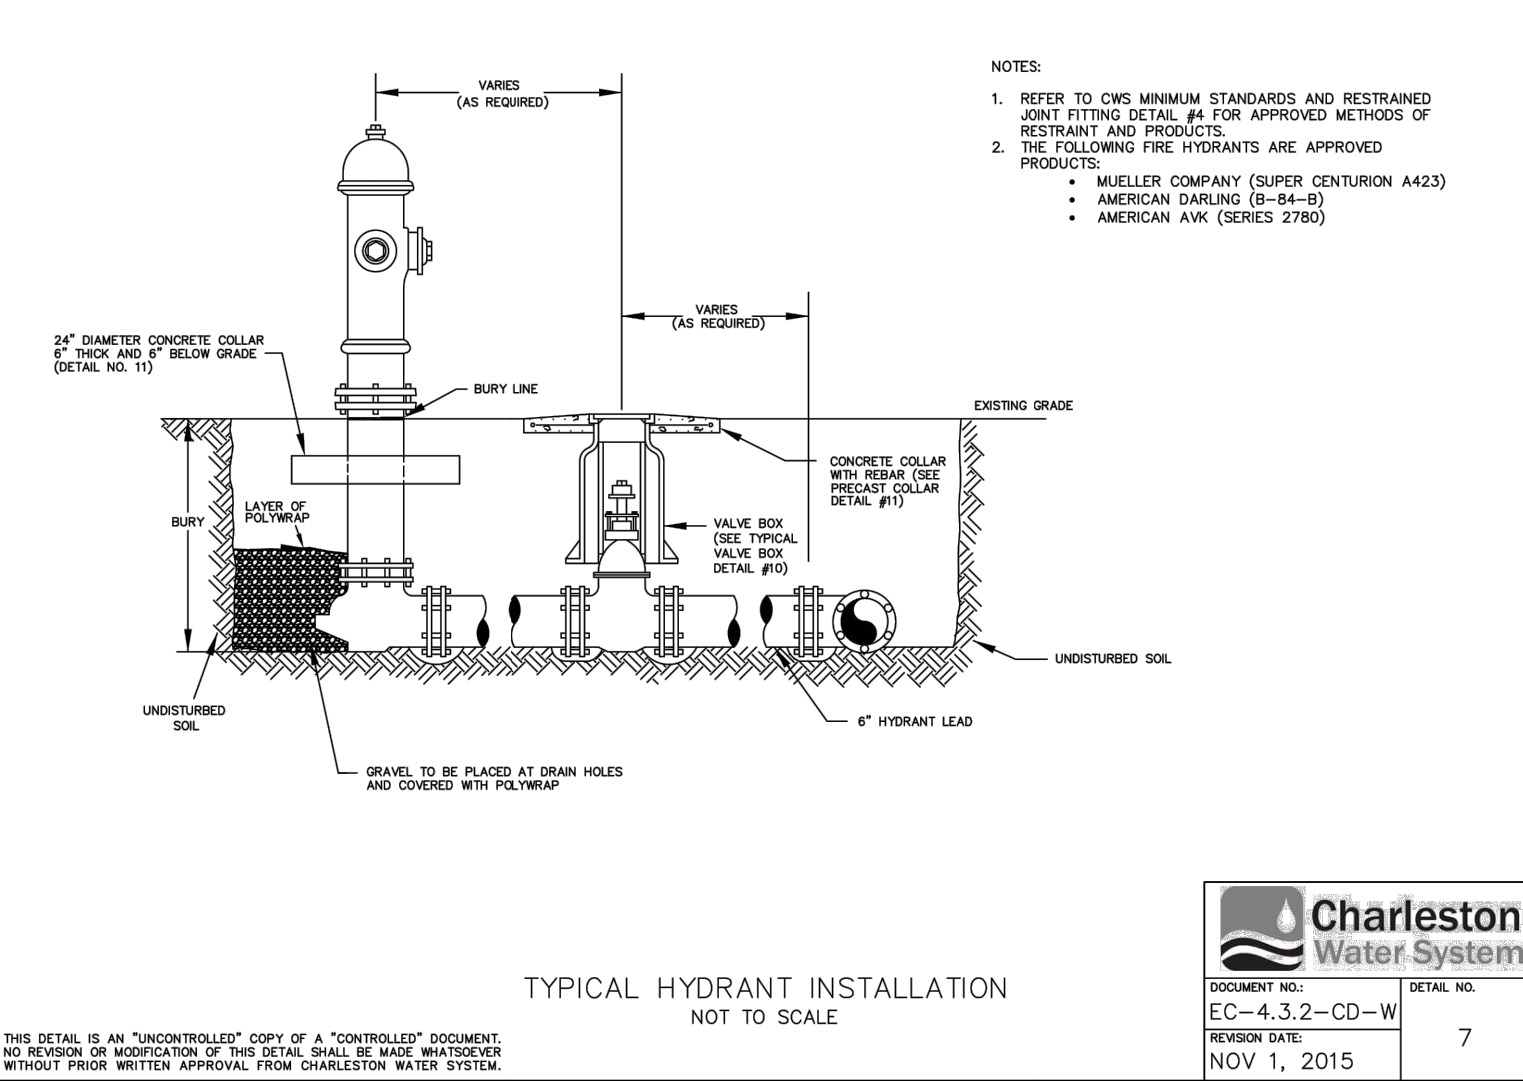 NOTES:
1. REFER TO CWS MINIMUM STANDARDS AND RESTRAINED
JOINT FITTING DETAIL #4 FOR APPROVED METHODS OF
RESTRAINT AND PRODUCTS.
2. THE FOLLOWING FIRE HYDRANTS ARE APPROVED
PRODUCTS:
• MUELLER COMPANY (SUPER CENTURION A423)
• AMERICAN DARLING (B-84-B)
• AMERICAN AVK (SERIES 2780)
VARIES
(AS REQUIRED)
VARIES
(AS REQUIRED)
24" DIAMETER CONCRETE COLLAR
6" THICK AND 6" BELOW GRADE
(DETAIL NO. 11)
BURY LINE
EXISTING GRADE
CONCRETE COLLAR
WITH REBAR (SEE
PRECAST COLLAR
DETAIL #11)
LAYER OF
POLYWRAP
BURY
VALVE BOX
(SEE TYPICAL
VALVE BOX
DETAIL #10)
UNDISTURBED SOIL
UNDISTURBED
SOIL
6" HYDRANT LEAD
GRAVEL TO BE PLACED AT DRAIN HOLES
AND COVERED WITH POLYWRAP
TYPICAL HYDRANT INSTALLATION
NOT TO SCALE
THIS DETAIL IS AN "UNCONTROLLED" COPY OF A "CONTROLLED" DOCUMENT.
NO REVISION OR MODIFICATION OF THIS DETAIL SHALL BE MADE WHATSOEVER
WITHOUT PRIOR WRITTEN APPROVAL FROM CHARLESTON WATER SYSTEM.
Charleston
Water System
DOCUMENT NO.:
EC-4.3.2-CD-W
REVISION DATE:
NOV 1, 2015
DETAIL NO.
7